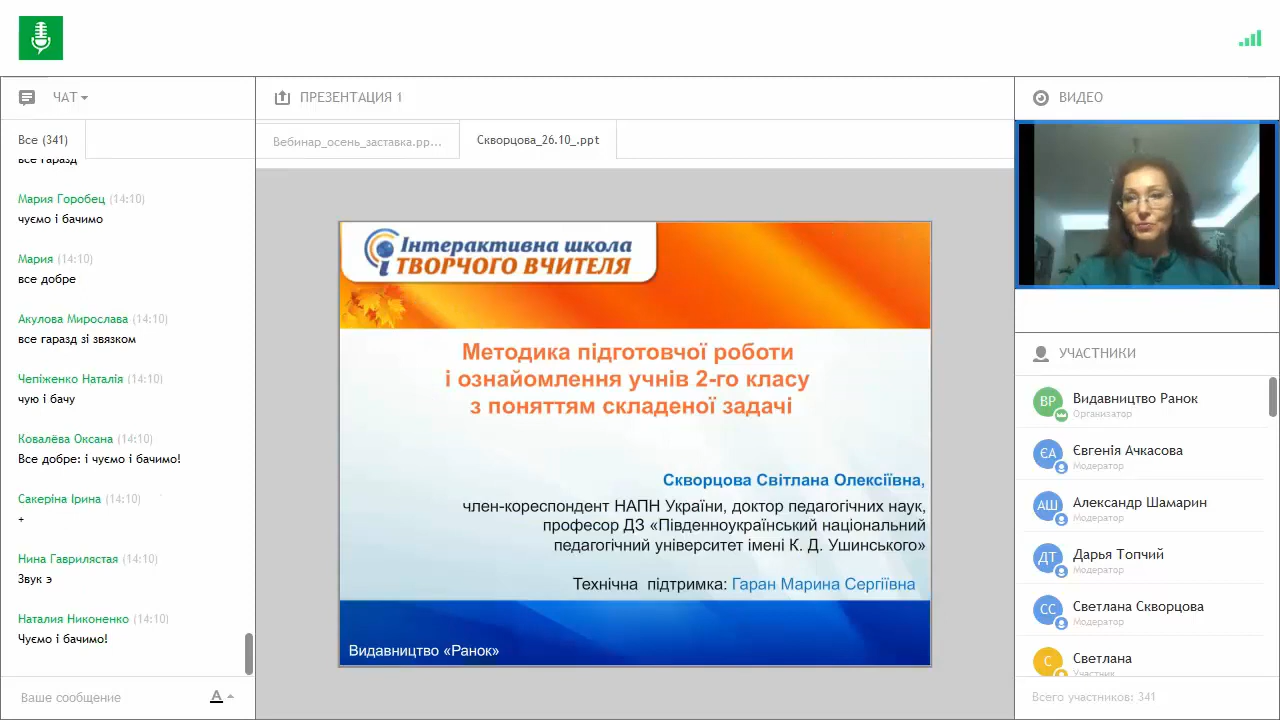 ЧАТ
ПРЕЗЕНТАЦИЯ 1
ВИДЕО
Все (341)
Вебинар_осень_заставка.pp...
Скворцова_26.10_.ppt
все гаразд
Мария Горобец (14:10)
чуємо і бачимо
Мария (14:10)
все добре
Акулова Мирослава (14:10)
все гаразд зі звязком
Чепіженко Наталія (14:10)
чую і бачу
Ковалёва Оксана (14:10)
Все добре: і чуємо і бачимо!
Сакеріна Ірина (14:10)
+
Нина Гаврилястая (14:10)
Звук э
Наталия Никоненко (14:10)
Чуємо і бачимо!
Ваше сообщение
А
Інтерактивна школа
ТВОРЧОГО ВЧИТЕЛЯ
Методика підготовчої роботи
і ознайомлення учнів 2-го класу
з поняттям складеної задачі
Скворцова Світлана Олексіївна,
член-кореспондент НАПН України, доктор педагогічних наук,
професор ДЗ «Південноукраїнський національний
педагогічний університет імені К. Д. Ушинського»
Технічна підтримка: Гаран Марина Сергіївна
Видавництво «Ранок»
УЧАСТНИКИ
ВР
Видавництво Ранок
Организатор
ЄА
Євгенія Ачкасова
Модератор
АШ
Александр Шамарин
Модератор
ДТ
Дарья Топчий
Модератор
СС
Светлана Скворцова
Модератор
С
Светлана
Участник
Всего участников: 341